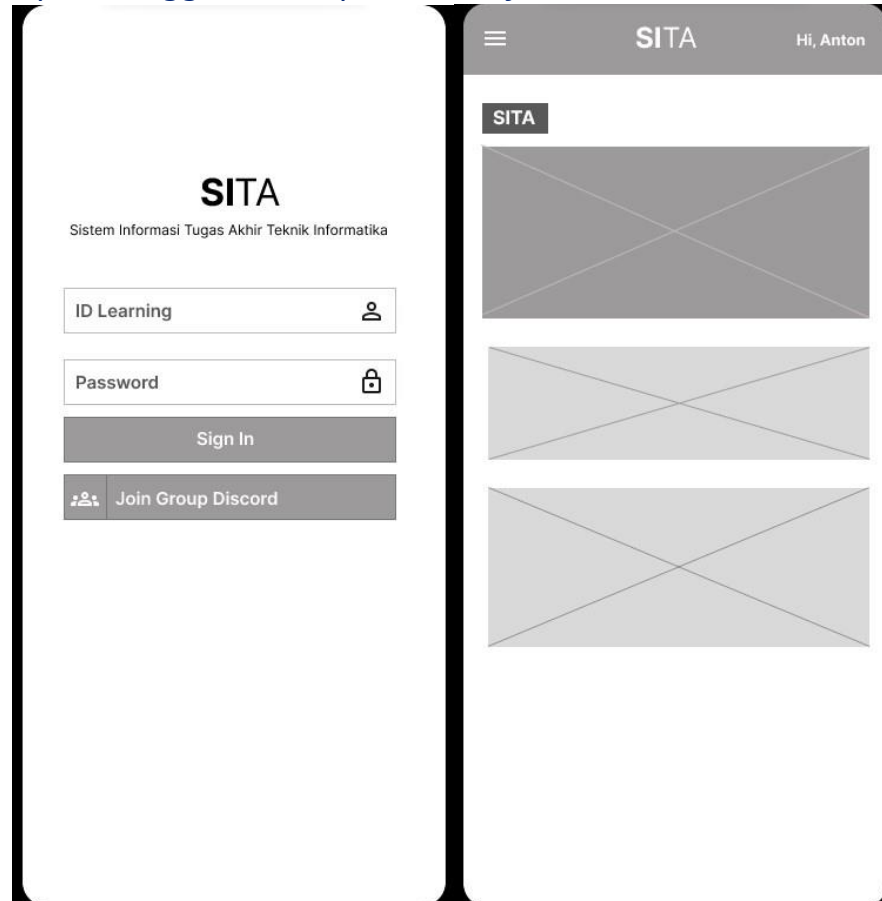 SITA
Sistem Informasi Tugas Akhir Teknik Informatika
ID Learning
Password
Sign In
Join Group Discord
SITA
Hi, Anton
SITA